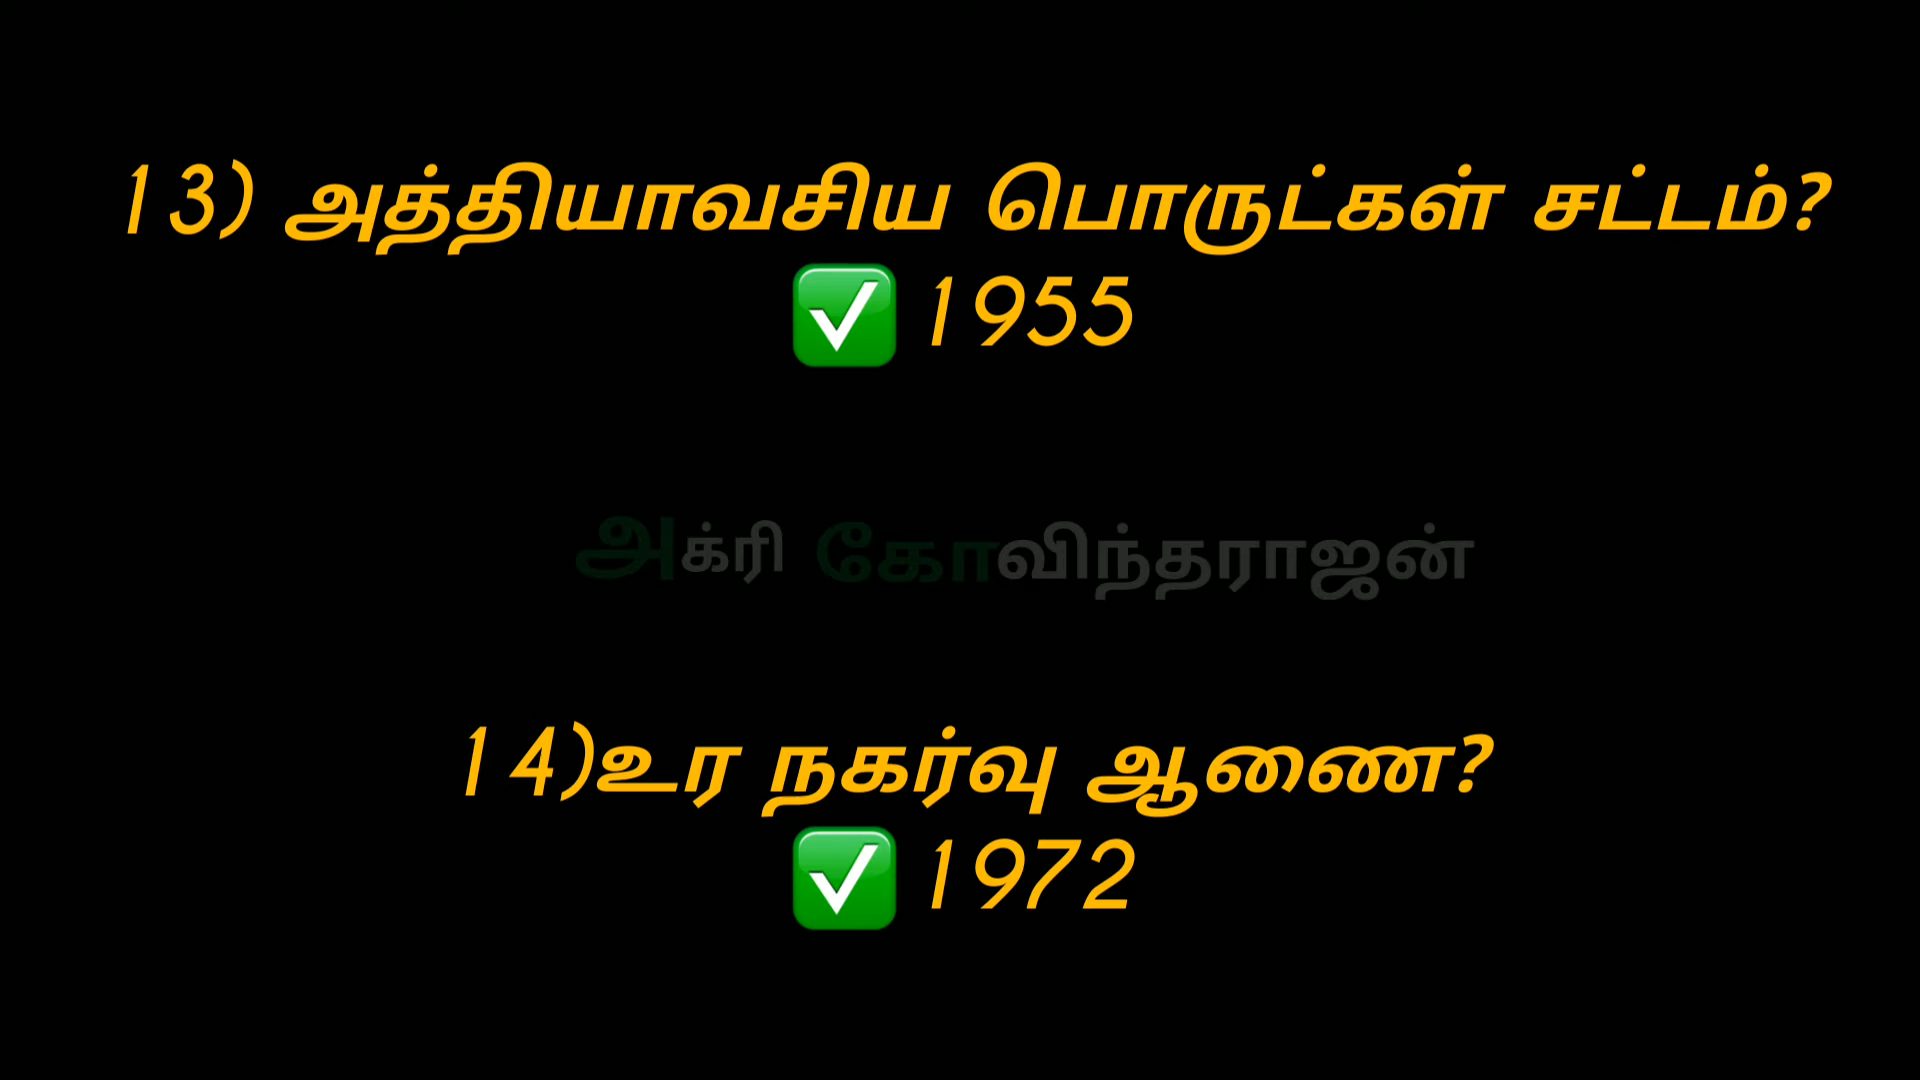 13) அத்தியாவசிய பொருட்கள் சட்டம்?
✅ 1955
அக்ரி கோவிந்தராஜன்
14)உர நகர்வு ஆணை?
✅ 1972